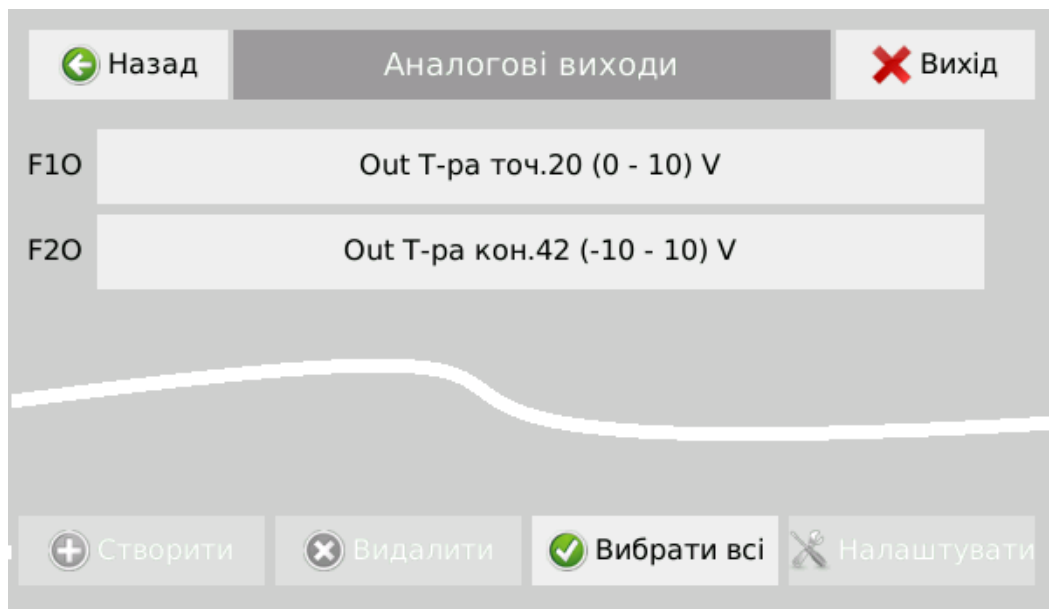 Назад Аналогові виходи Вихід
F1O Out Т-ра точ.20 (0 - 10) V
F2O Out Т-ра кон.42 (-10 - 10) V
Створити Видалити Вибрати всі Налаштувати